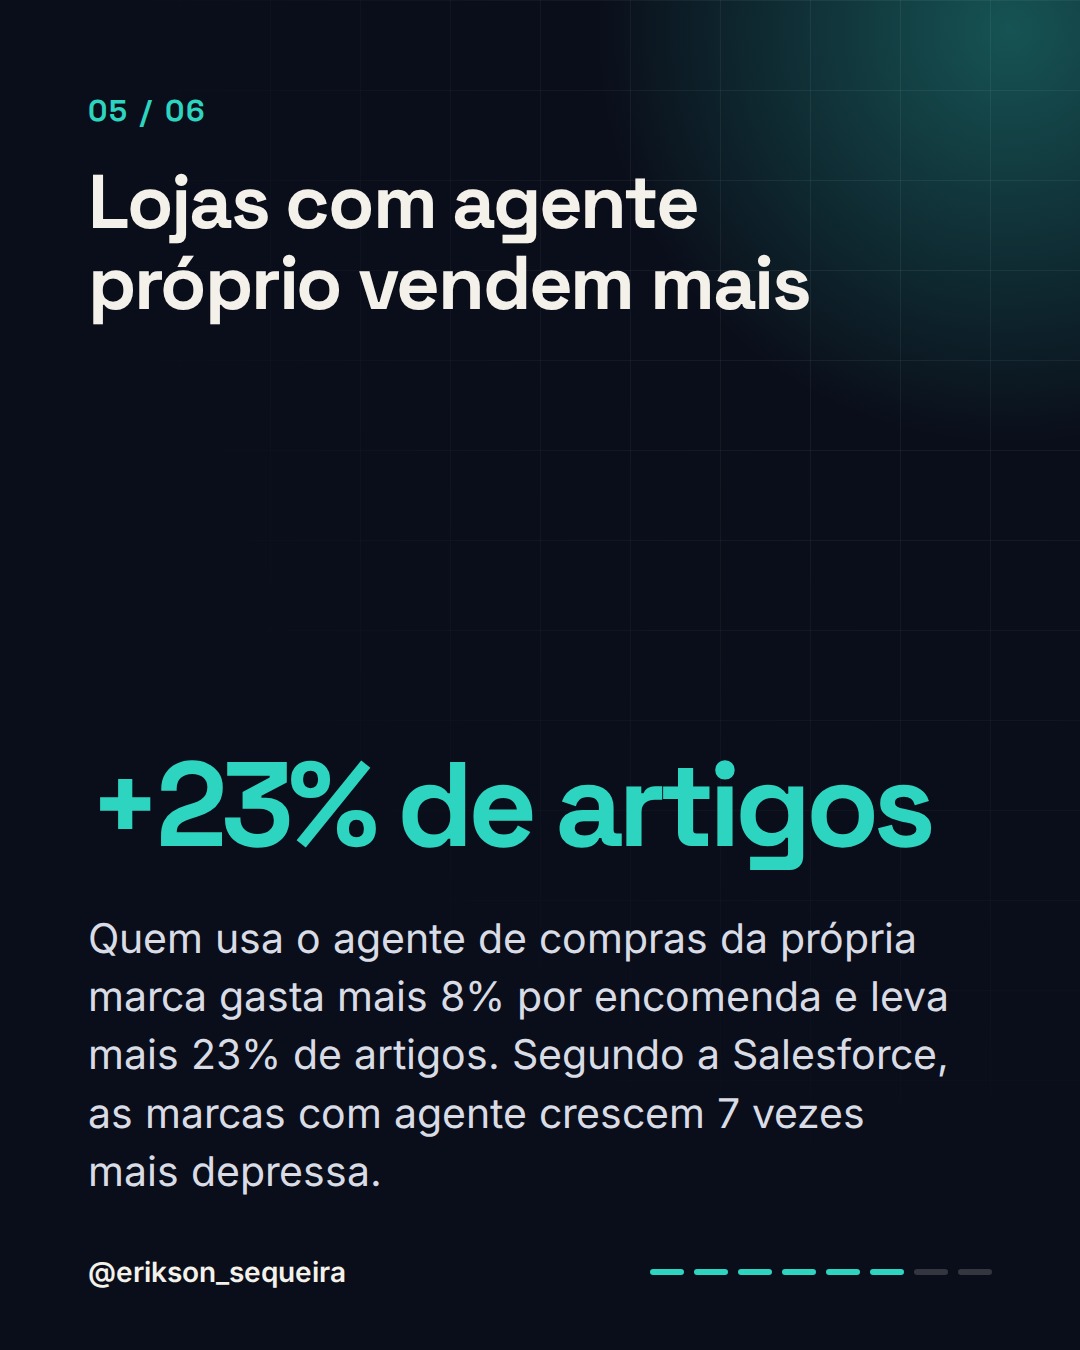 05 / 06
Lojas com agente
próprio vendem mais
+23% de artigos
Quem usa o agente de compras da própria
marca gasta mais 8% por encomenda e leva
mais 23% de artigos. Segundo a Salesforce,
as marcas com agente crescem 7 vezes
mais depressa.
@erikson_sequeira